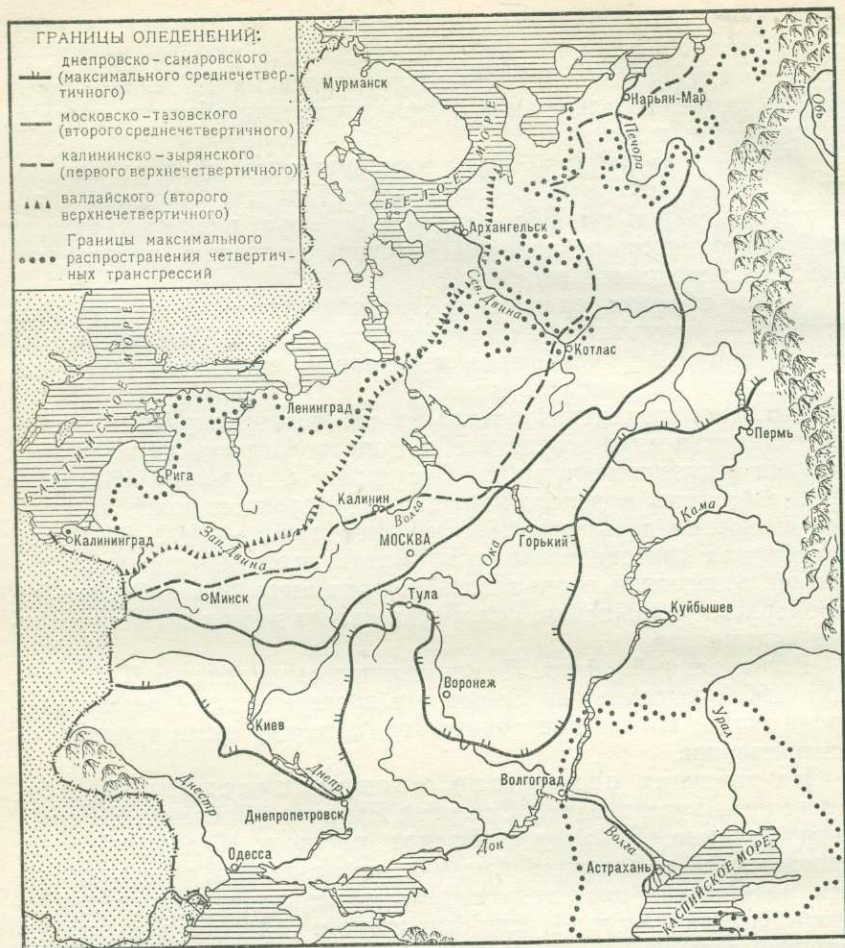 ГРАНИЦЫ ОЛЕДЕНЕНИЙ:
днепровско-самаровского
(максимального среднечетвер-
тичного)
московско-тазовского
(второго среднечетвертичного)
калининско-зырянского
(первого верхнечетвертичного)
валдайского (второго
верхнечетвертичного)
Границы максимального
распространения четвертич-
ных трансгрессий
Мурманск
Нарьян-Мар
Обь
Печора
БЕЛОЕ МОРЕ
Архангельск
Сев. Двина
Котлас
БАЛТИЙСКОЕ МОРЕ
Ленинград
Пермь
Рига
Калинин
Волга
Кама
Зап. Двина
Калининград
МОСКВА
Ока
Горький
Минск
Тула
Куйбышев
Воронеж
Киев
Урал
Днепр
Волгоград
Днестр
Днепропетровск
Дон
Волга
Одесса
Астрахань
КАСПИЙСКОЕ МОРЕ